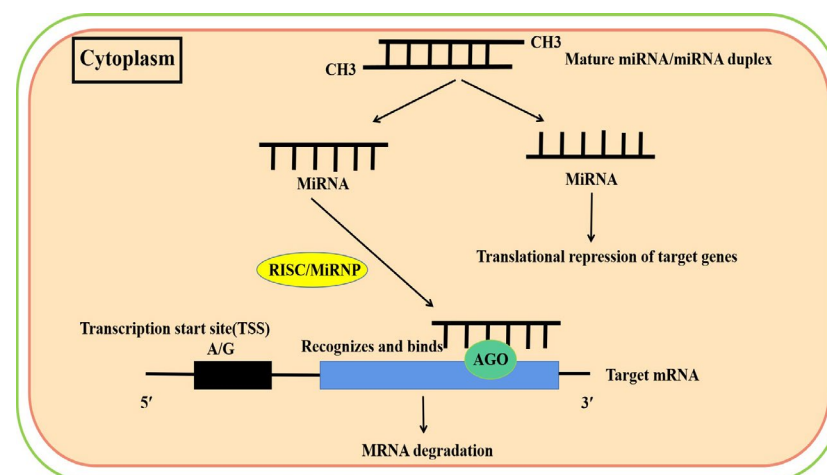 Cytoplasm
CH3
CH3
Mature miRNA/miRNA duplex
MiRNA
MiRNA
Translational repression of target genes
RISC/MiRNP
Transcription start site(TSS)
A/G
Recognizes and binds
AGO
Target mRNA
5′
3′
MRNA degradation